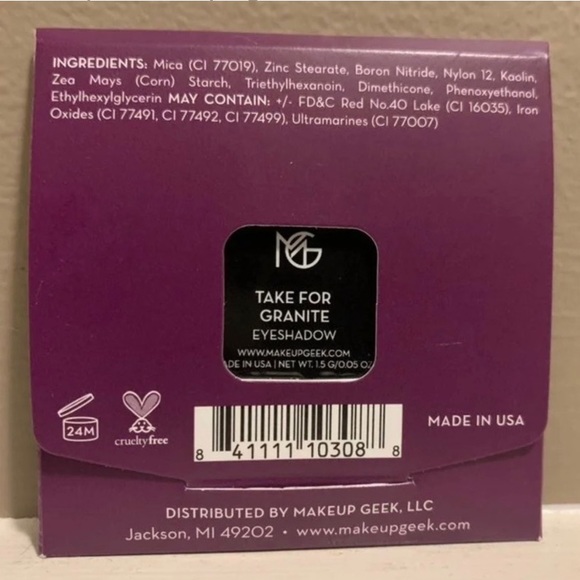 INGREDIENTS: Mica (CI 77019), Zinc Stearate, Boron Nitride, Nylon 12, Kaolin,
Zea Mays (Corn) Starch, Triethylhexanoin, Dimethicone, Phenoxyethanol,
Ethylhexylglycerin MAY CONTAIN: +/- FD&C Red No.40 Lake (CI 16035), Iron
Oxides (CI 77491, CI 77492, CI 77499), Ultramarines (CI 77007)
MG
TAKE FOR
GRANITE
EYESHADOW
WWW.MAKEUPGEEK.COM
ADE IN USA | NET WT. 1.5 G/0.05 OZ
24M
crueltyfree
8 41111 10308 8
MADE IN USA
DISTRIBUTED BY MAKEUP GEEK, LLC
Jackson, MI 49202 • www.makeupgeek.com